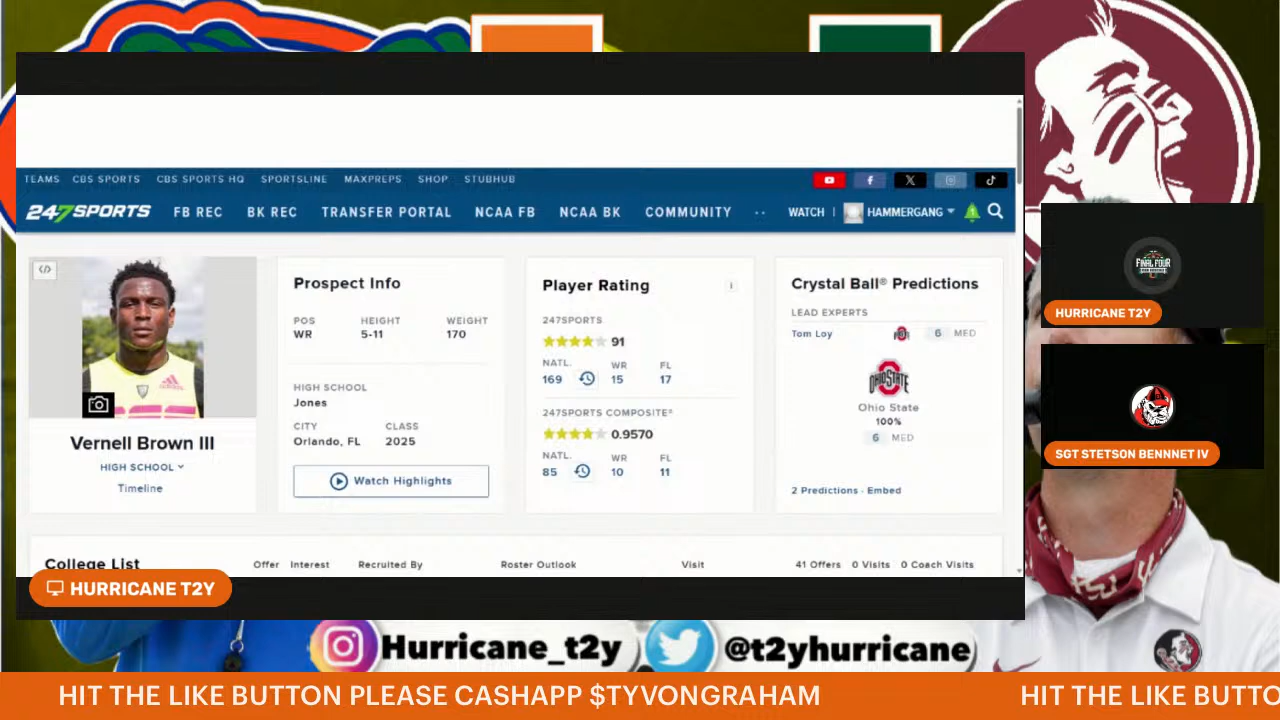 TEAMS CBS SPORTS CBS SPORTS HQ SPORTSLINE MAXPREPS SHOP STUBHUB
247SPORTS FB REC BK REC TRANSFER PORTAL NCAA FB NCAA BK COMMUNITY WATCH | HAMMERGANG
Vernell Brown III
HIGH SCHOOL
Timeline
Prospect Info
POS HEIGHT WEIGHT
WR 5-11 170
HIGH SCHOOL
Jones
CITY CLASS
Orlando, FL 2025
Watch Highlights
Player Rating
247SPORTS
91
NATL. WR FL
169 15 17
247SPORTS COMPOSITE®
0.9570
NATL. WR FL
85 10 11
Crystal Ball® Predictions
LEAD EXPERTS
Tom Loy 6 MED
OHIO STATE
Ohio State
100%
6 MED
2 Predictions · Embed
College List Offer Interest Recruited By Roster Outlook Visit 41 Offers 0 Visits 0 Coach Visits
HURRICANE T2Y
FINAL FOUR
HURRICANE T2Y
SGT STETSON BENNNET IV
Hurricane_t2y @t2yhurricane
HIT THE LIKE BUTTON PLEASE CASHAPP $TYVONGRAHAM HIT THE LIKE BUTTO